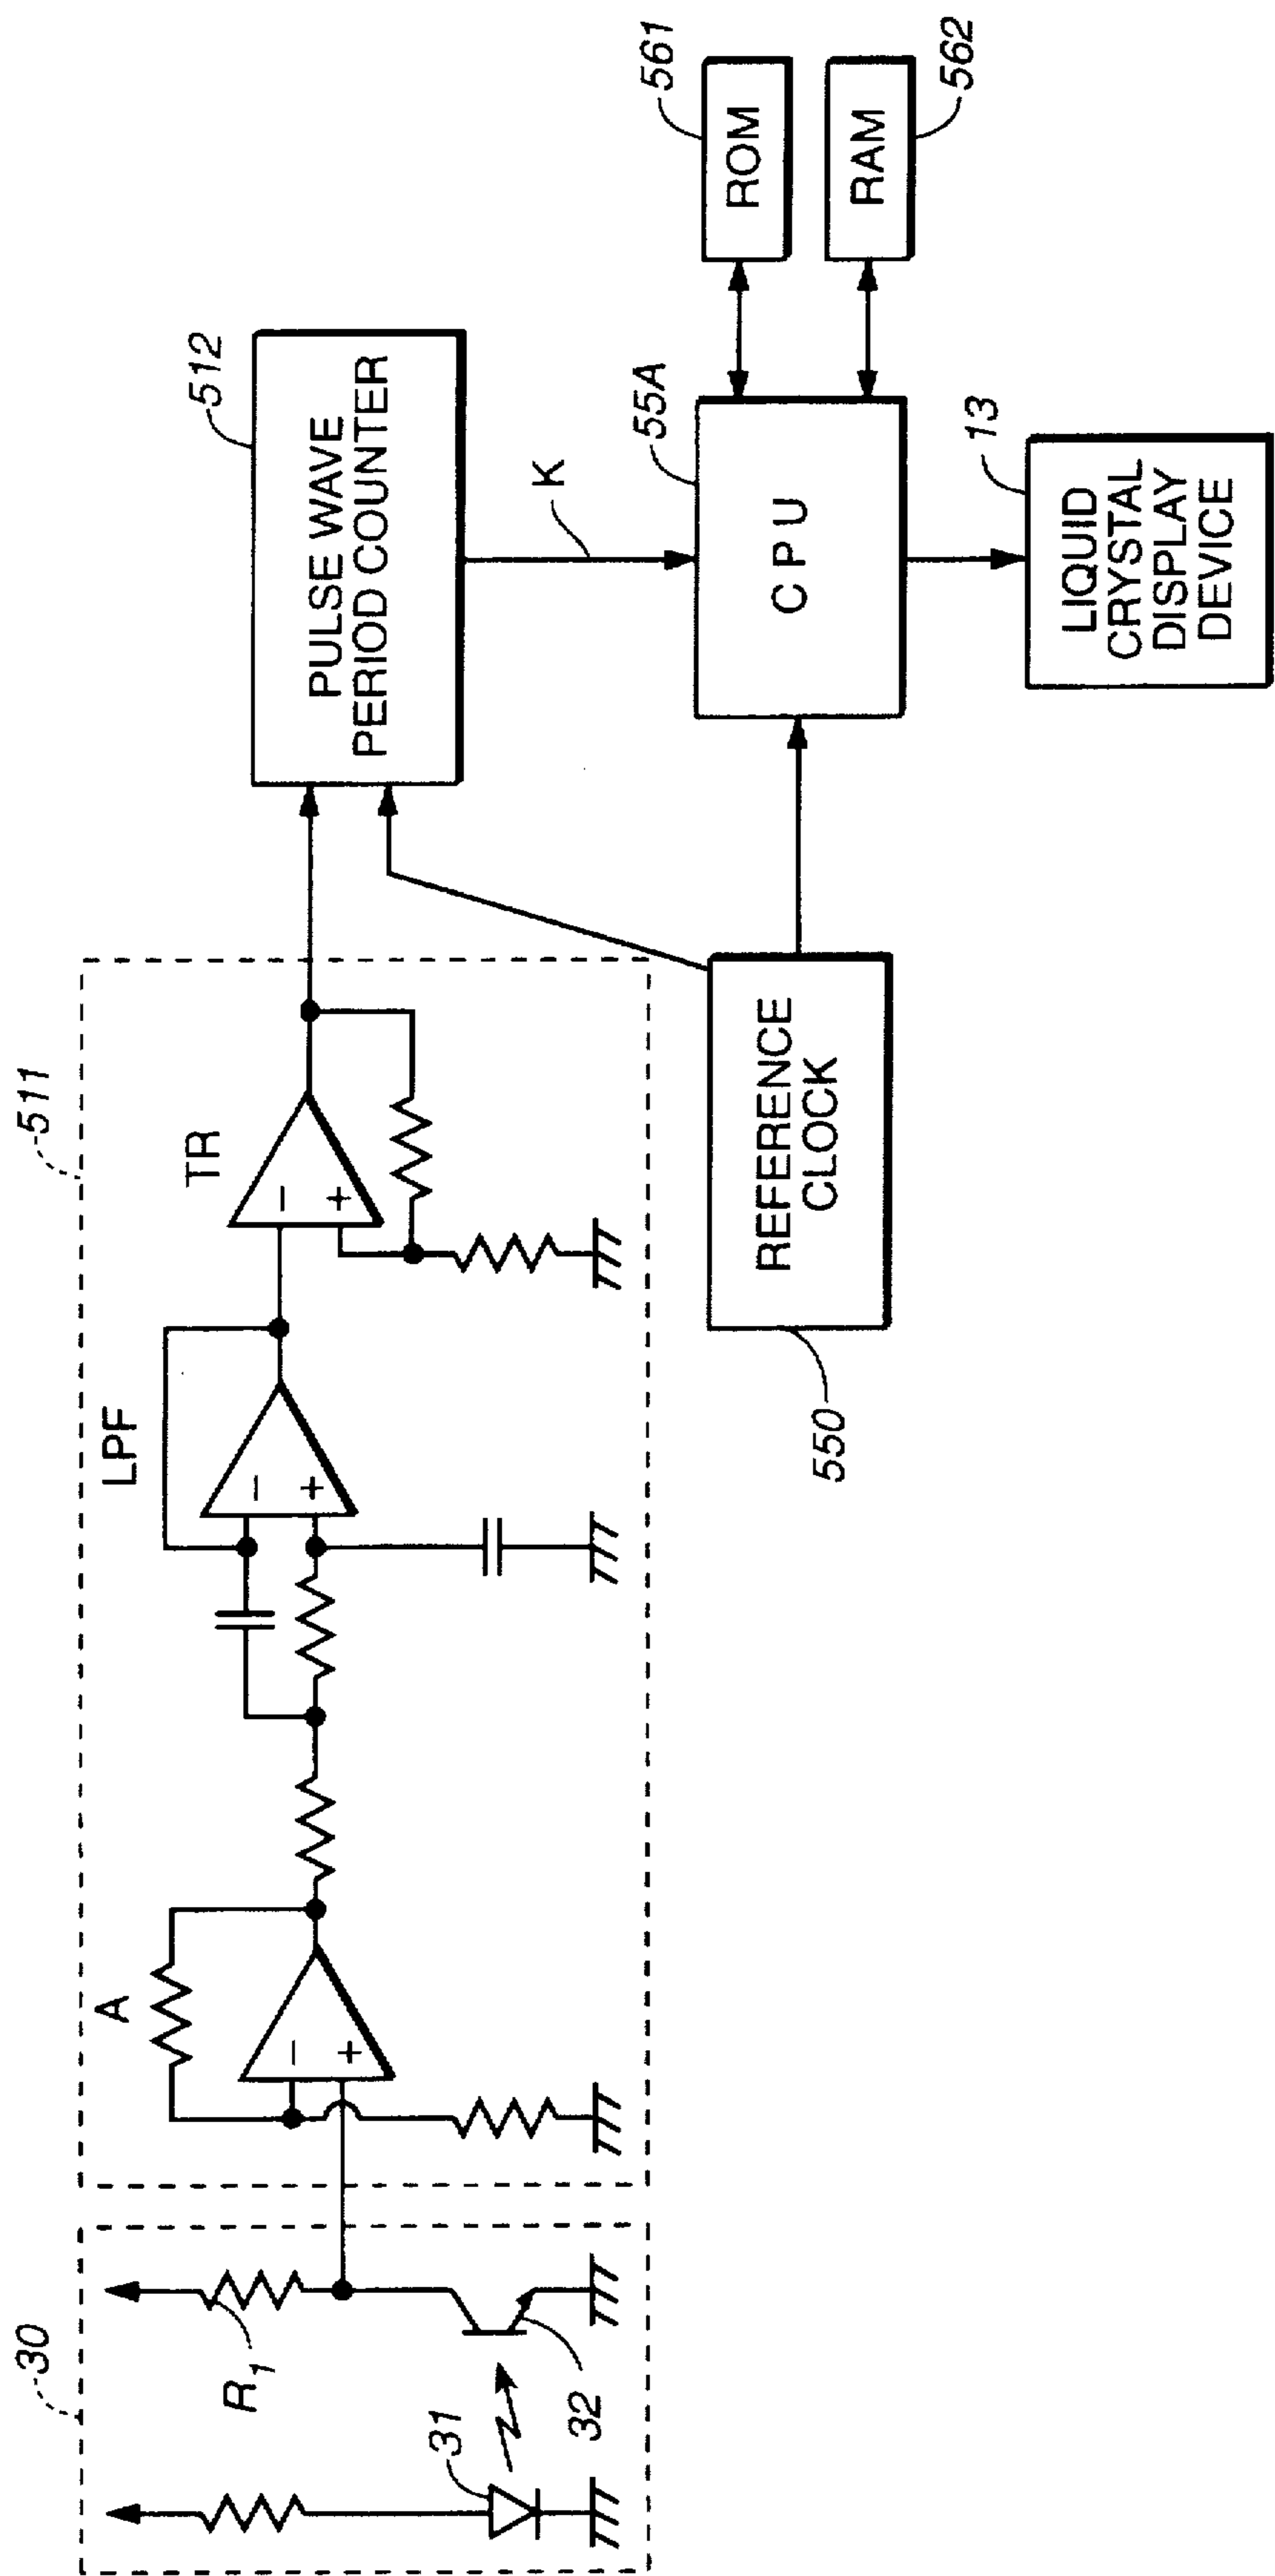 30
R1
31
32
511
A
-
+
LPF
-
+
TR
-
+
512
PULSE WAVE
PERIOD COUNTER
K
REFERENCE
CLOCK
550
55A
CPU
561
ROM
RAM
562
13
LIQUID
CRYSTAL
DISPLAY
DEVICE